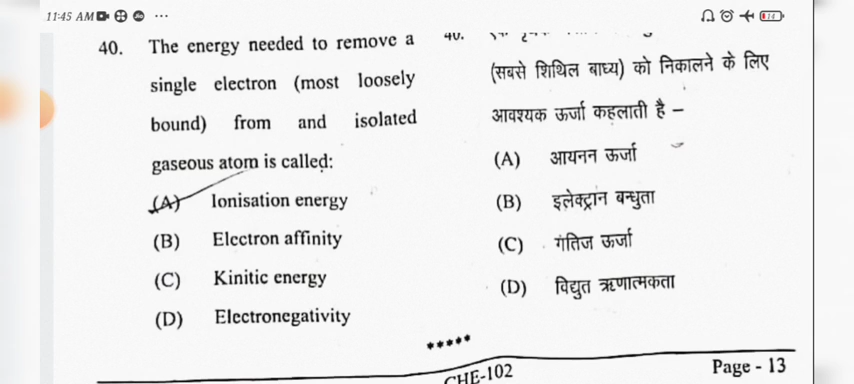 11:45 AM
14
40. The energy needed to remove a
single electron (most loosely
bound) from and isolated
gaseous atom is called:
(A) Ionisation energy
(B) Electron affinity
(C) Kinitic energy
(D) Electronegativity
40.
(सबसे शिथिल बाध्य) को निकालने के लिए
आवश्यक ऊर्जा कहलाती है –
(A) आयनन ऊर्जा
(B) इलेक्ट्रान बन्धुता
(C) गतिज ऊर्जा
(D) विद्युत ऋणात्मकता
*****
CHE-102
Page - 13